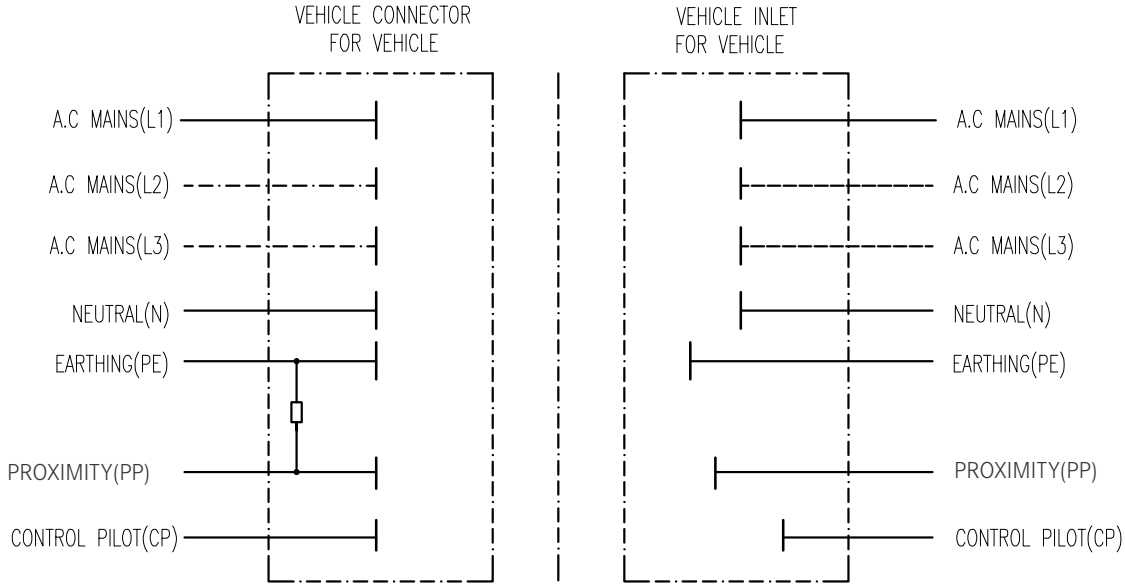 VEHICLE CONNECTOR
FOR VEHICLE
VEHICLE INLET
FOR VEHICLE
A.C MAINS(L1)
A.C MAINS(L1)
A.C MAINS(L2)
A.C MAINS(L2)
A.C MAINS(L3)
A.C MAINS(L3)
NEUTRAL(N)
NEUTRAL(N)
EARTHING(PE)
EARTHING(PE)
PROXIMITY(PP)
PROXIMITY(PP)
CONTROL PILOT(CP)
CONTROL PILOT(CP)